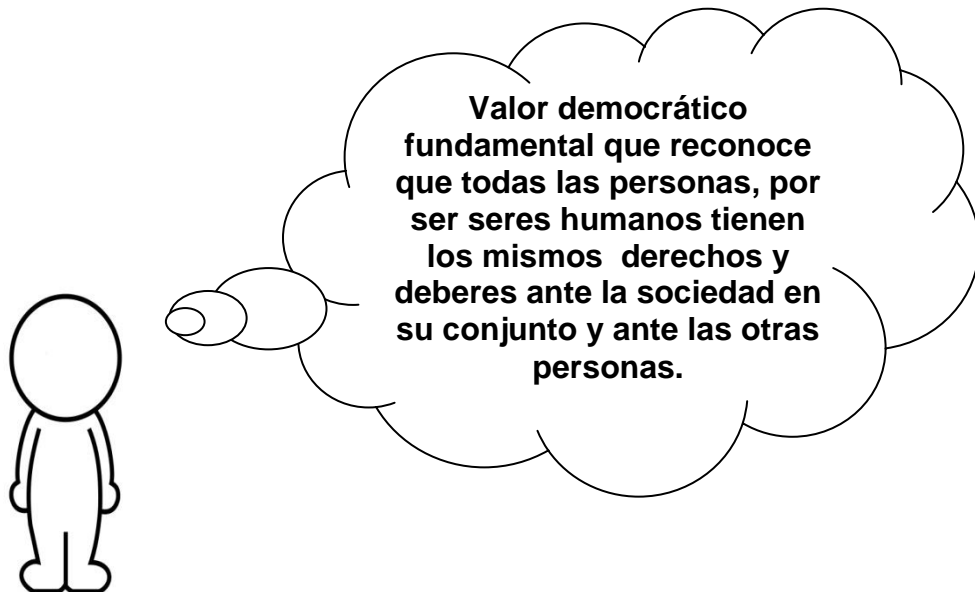 Valor democrático
fundamental que reconoce
que todas las personas, por
ser seres humanos tienen
los mismos derechos y
deberes ante la sociedad en
su conjunto y ante las otras
personas.